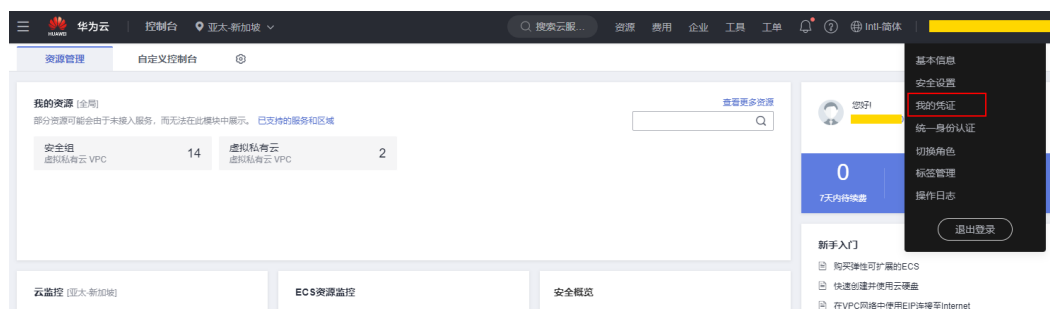 HUAWEI 华为云 控制台 亚太-新加坡 搜索云服... 资源 费用 企业 工具 工单 Intl-简体
资源管理 自定义控制台
基本信息
安全设置
我的凭证
统一身份认证
切换角色
标签管理
操作日志
退出登录
我的资源 [全局] 查看更多资源
部分资源可能会由于未接入服务,而无法在此模块中展示。 已支持的服务和区域
安全组 14
虚拟私有云 VPC
虚拟私有云 2
虚拟私有云 VPC
您好!
0
7天内待续费
新手入门
购买弹性可扩展的ECS
快速创建并使用云硬盘
在VPC网络中使用EIP连接至Internet
云监控 [亚太-新加坡] ECS资源监控 安全概览